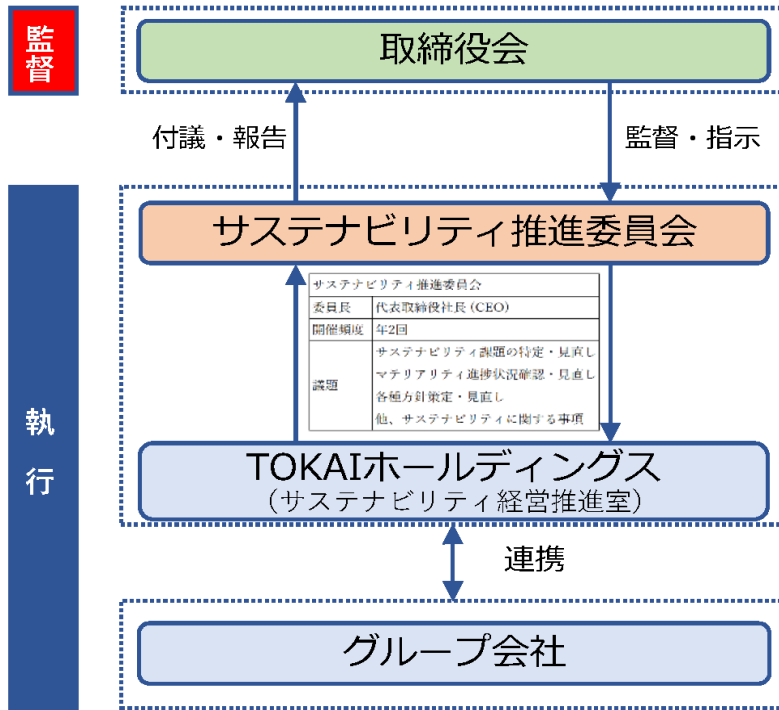 監督
取締役会
付議・報告
監督・指示
執行
サステナビリティ推進委員会
サステナビリティ推進委員会
委員長 代表取締役社長 (CEO)
開催頻度 年2回
議題
サステナビリティ課題の特定・見直し
マテリアリティ進捗状況確認・見直し
各種方針策定・見直し
他、サステナビリティに関する事項
TOKAIホールディングス
(サステナビリティ経営推進室)
連携
グループ会社